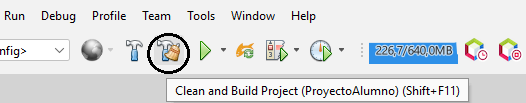 Run Debug Profile Team Tools Window Help
nfig>
226,7/640,0MB
Clean and Build Project (ProyectoAlumno) (Shift+F11)